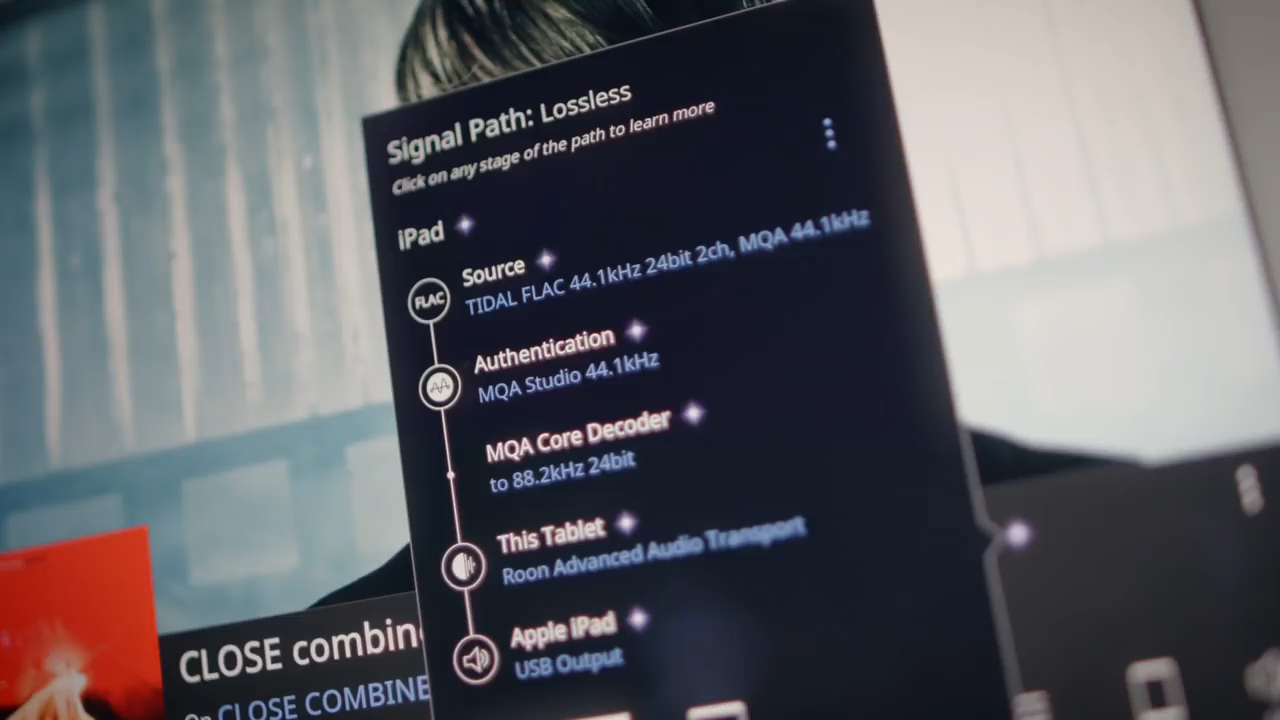 Signal Path: Lossless
Click on any stage of the path to learn more
iPad
Source
FLAC
TIDAL FLAC 44.1kHz 24bit 2ch, MQA 44.1kHz
Authentication
MQA Studio 44.1kHz
MQA Core Decoder
to 88.2kHz 24bit
This Tablet
Roon Advanced Audio Transport
Apple iPad
USB Output
CLOSE combin
On CLOSE COMBINE